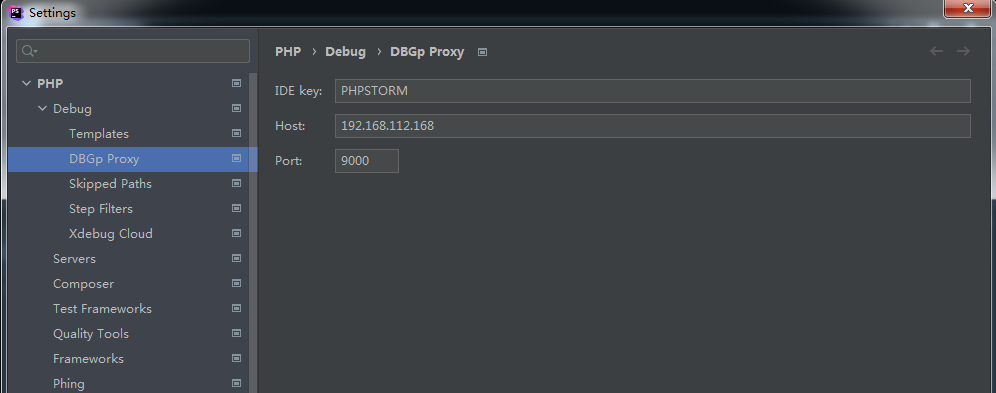 PS Settings
PHP
Debug
Templates
DBGp Proxy
Skipped Paths
Step Filters
Xdebug Cloud
Servers
Composer
Test Frameworks
Quality Tools
Frameworks
Phing
PHP › Debug › DBGp Proxy
IDE key: PHPSTORM
Host: 192.168.112.168
Port: 9000